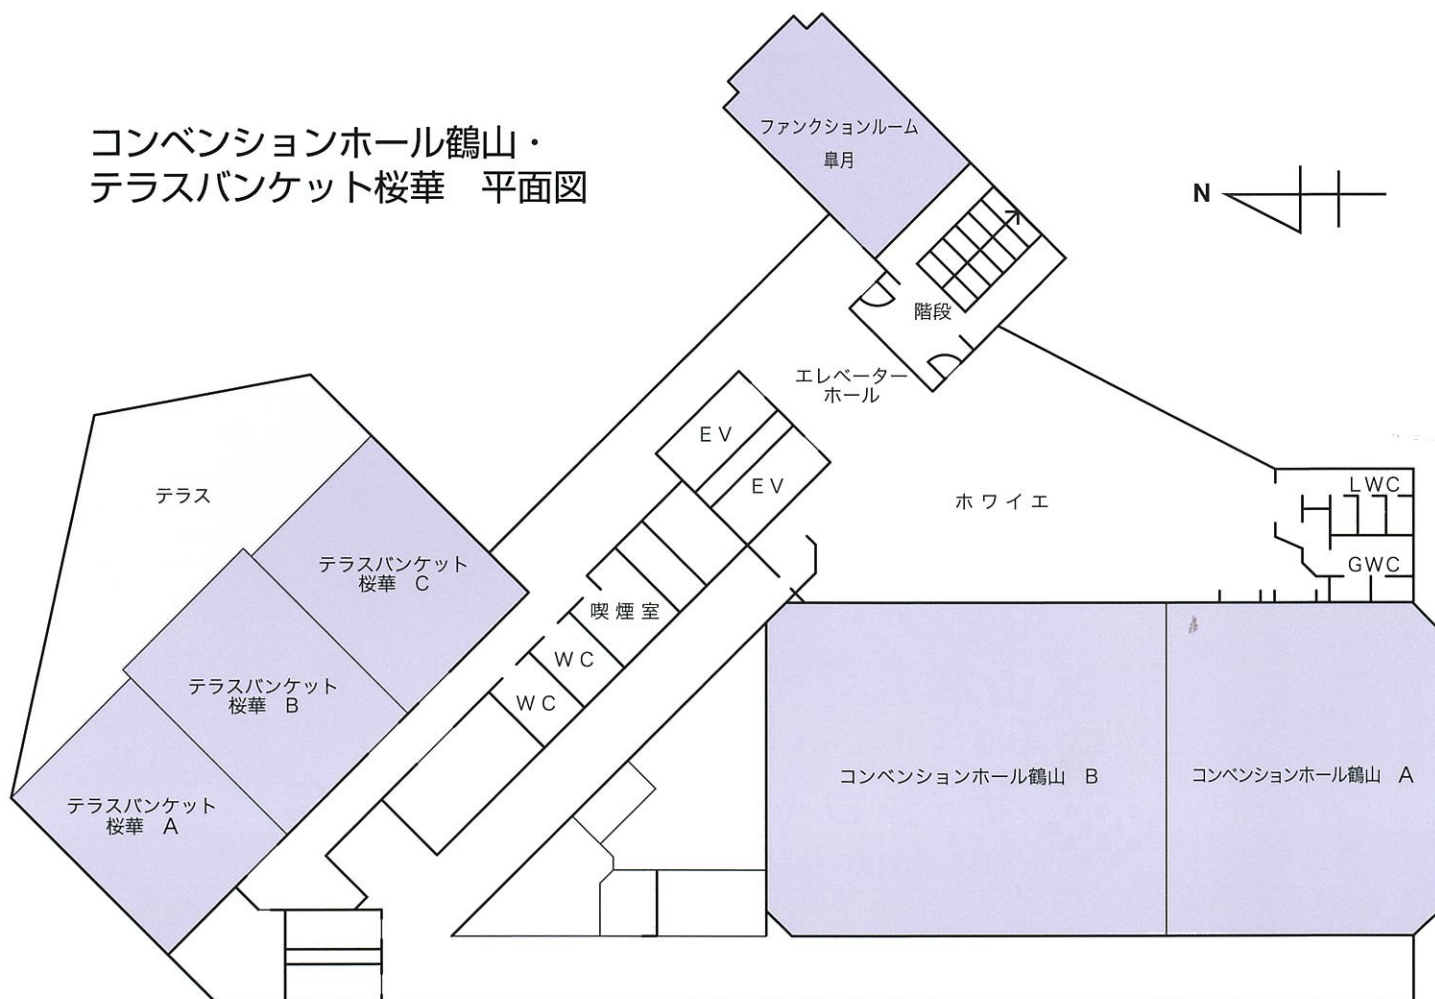 コンベンションホール鶴山・
テラスバンケット桜華　平面図
ファンクションルーム
皐月
N
階段
エレベーター
ホール
ＥＶ
ＥＶ
テラス
ホワイエ
ＬＷＣ
ＧＷＣ
テラスバンケット
桜華　C
喫煙室
ＷＣ
ＷＣ
テラスバンケット
桜華　B
テラスバンケット
桜華　A
コンベンションホール鶴山　B
コンベンションホール鶴山　A